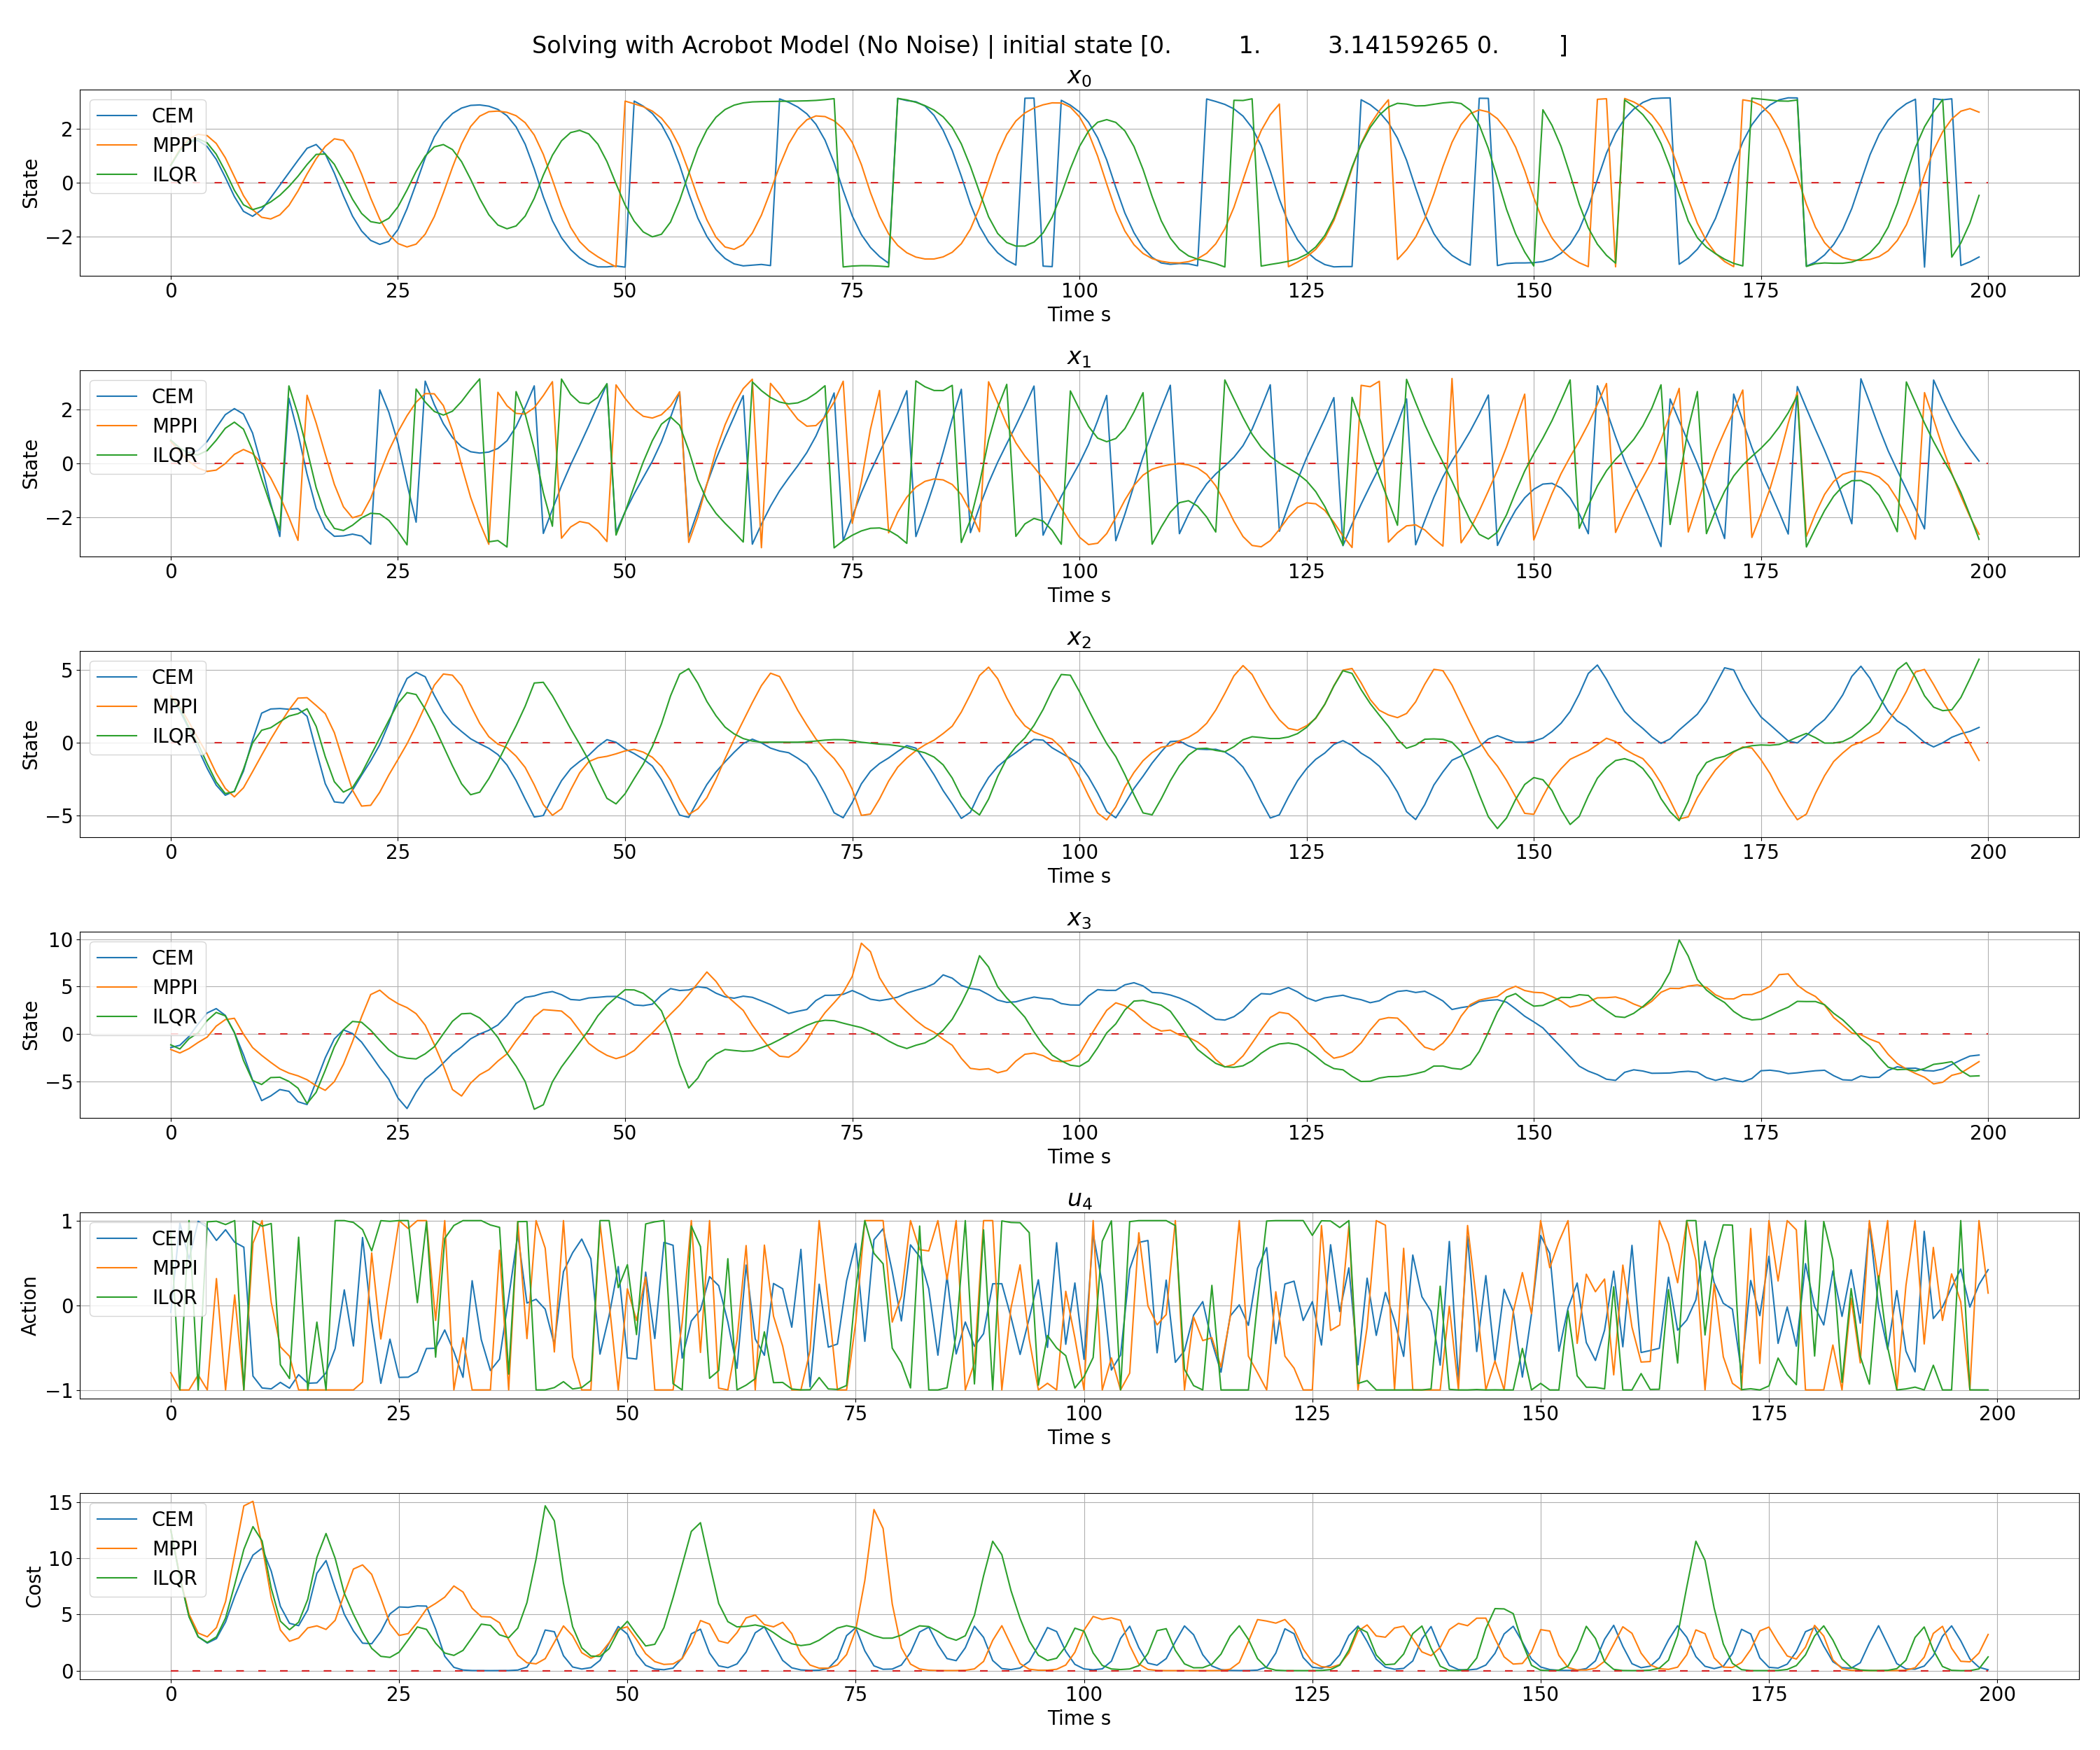 Solving with Acrobot Model (No Noise) | initial state [0. 1. 3.14159265 0. ]
x0
State
2
0
−2
CEM
MPPI
ILQR
0 25 50 75 100 125 150 175 200
Time s
x1
State
2
0
−2
CEM
MPPI
ILQR
0 25 50 75 100 125 150 175 200
Time s
x2
State
5
0
−5
CEM
MPPI
ILQR
0 25 50 75 100 125 150 175 200
Time s
x3
State
10
5
0
−5
CEM
MPPI
ILQR
0 25 50 75 100 125 150 175 200
Time s
u4
Action
1
0
−1
CEM
MPPI
ILQR
0 25 50 75 100 125 150 175 200
Time s
Cost
15
10
5
0
CEM
MPPI
ILQR
0 25 50 75 100 125 150 175 200
Time s